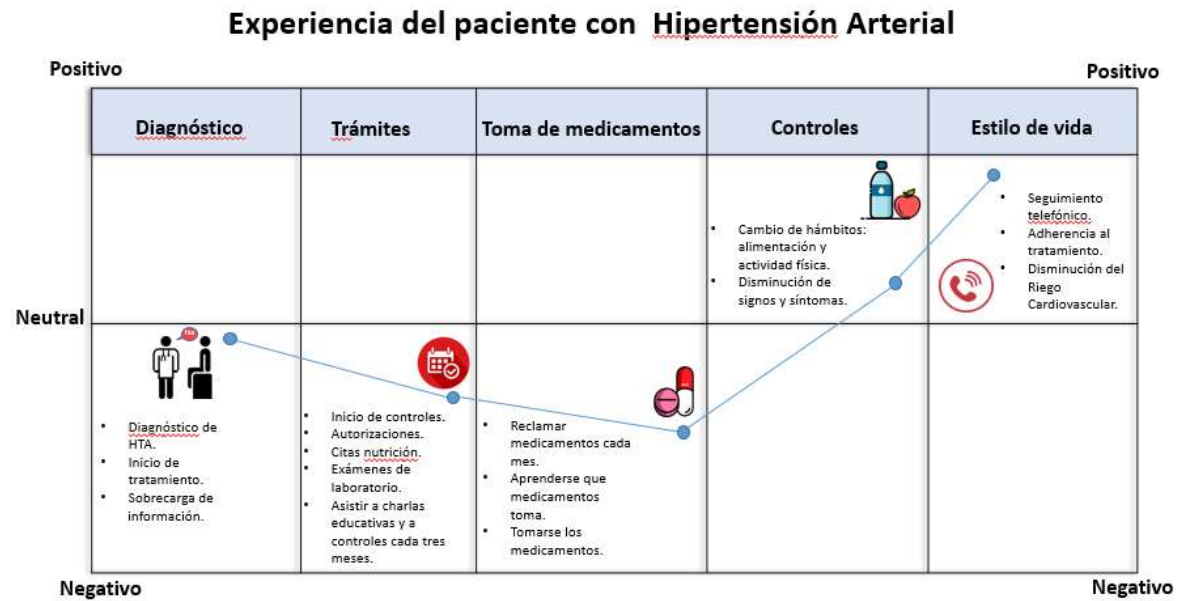 Experiencia del paciente con Hipertensión Arterial
Positivo
Positivo
Diagnóstico
Trámites
Toma de medicamentos
Controles
Estilo de vida
Neutral
• Diagnóstico de
HTA.
• Inicio de
tratamiento.
• Sobrecarga de
información.
• Inicio de controles.
• Autorizaciones.
• Citas nutrición.
• Exámenes de
laboratorio.
• Asistir a charlas
educativas y a
controles cada tres
meses.
• Reclamar
medicamentos cada
mes.
• Aprenderse que
medicamentos
toma.
• Tomarse los
medicamentos.
• Cambio de hámbitos:
alimentación y
actividad física.
• Disminución de
signos y síntomas.
• Seguimiento
telefónico.
• Adherencia al
tratamiento.
• Disminución del
Riego
Cardiovascular.
Negativo
Negativo